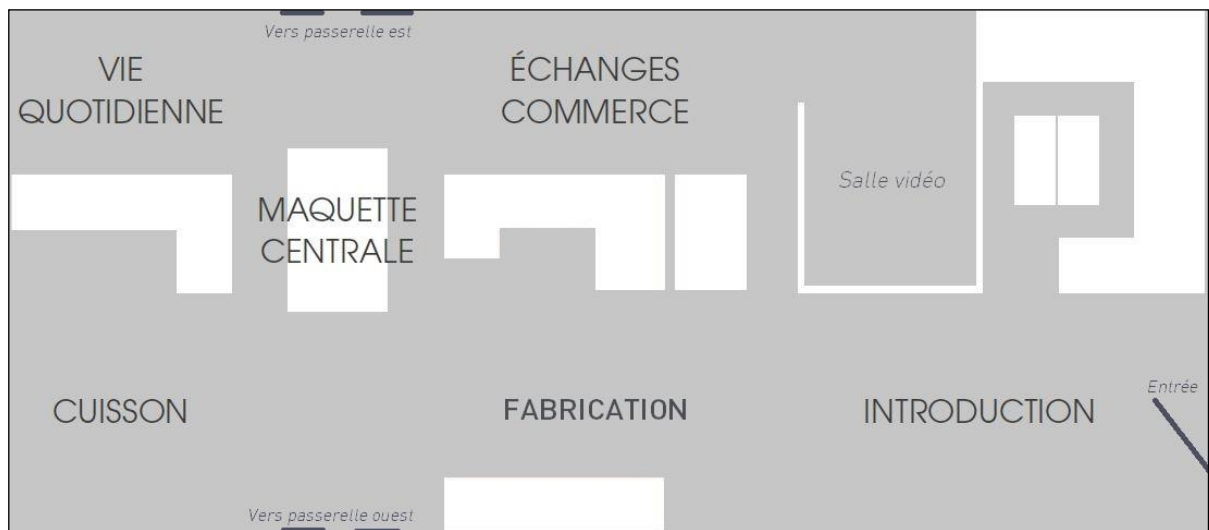 Vers passerelle est
VIE
QUOTIDIENNE
ÉCHANGES
COMMERCE
Salle vidéo
MAQUETTE
CENTRALE
CUISSON
FABRICATION
INTRODUCTION
Entrée
Vers passerelle ouest